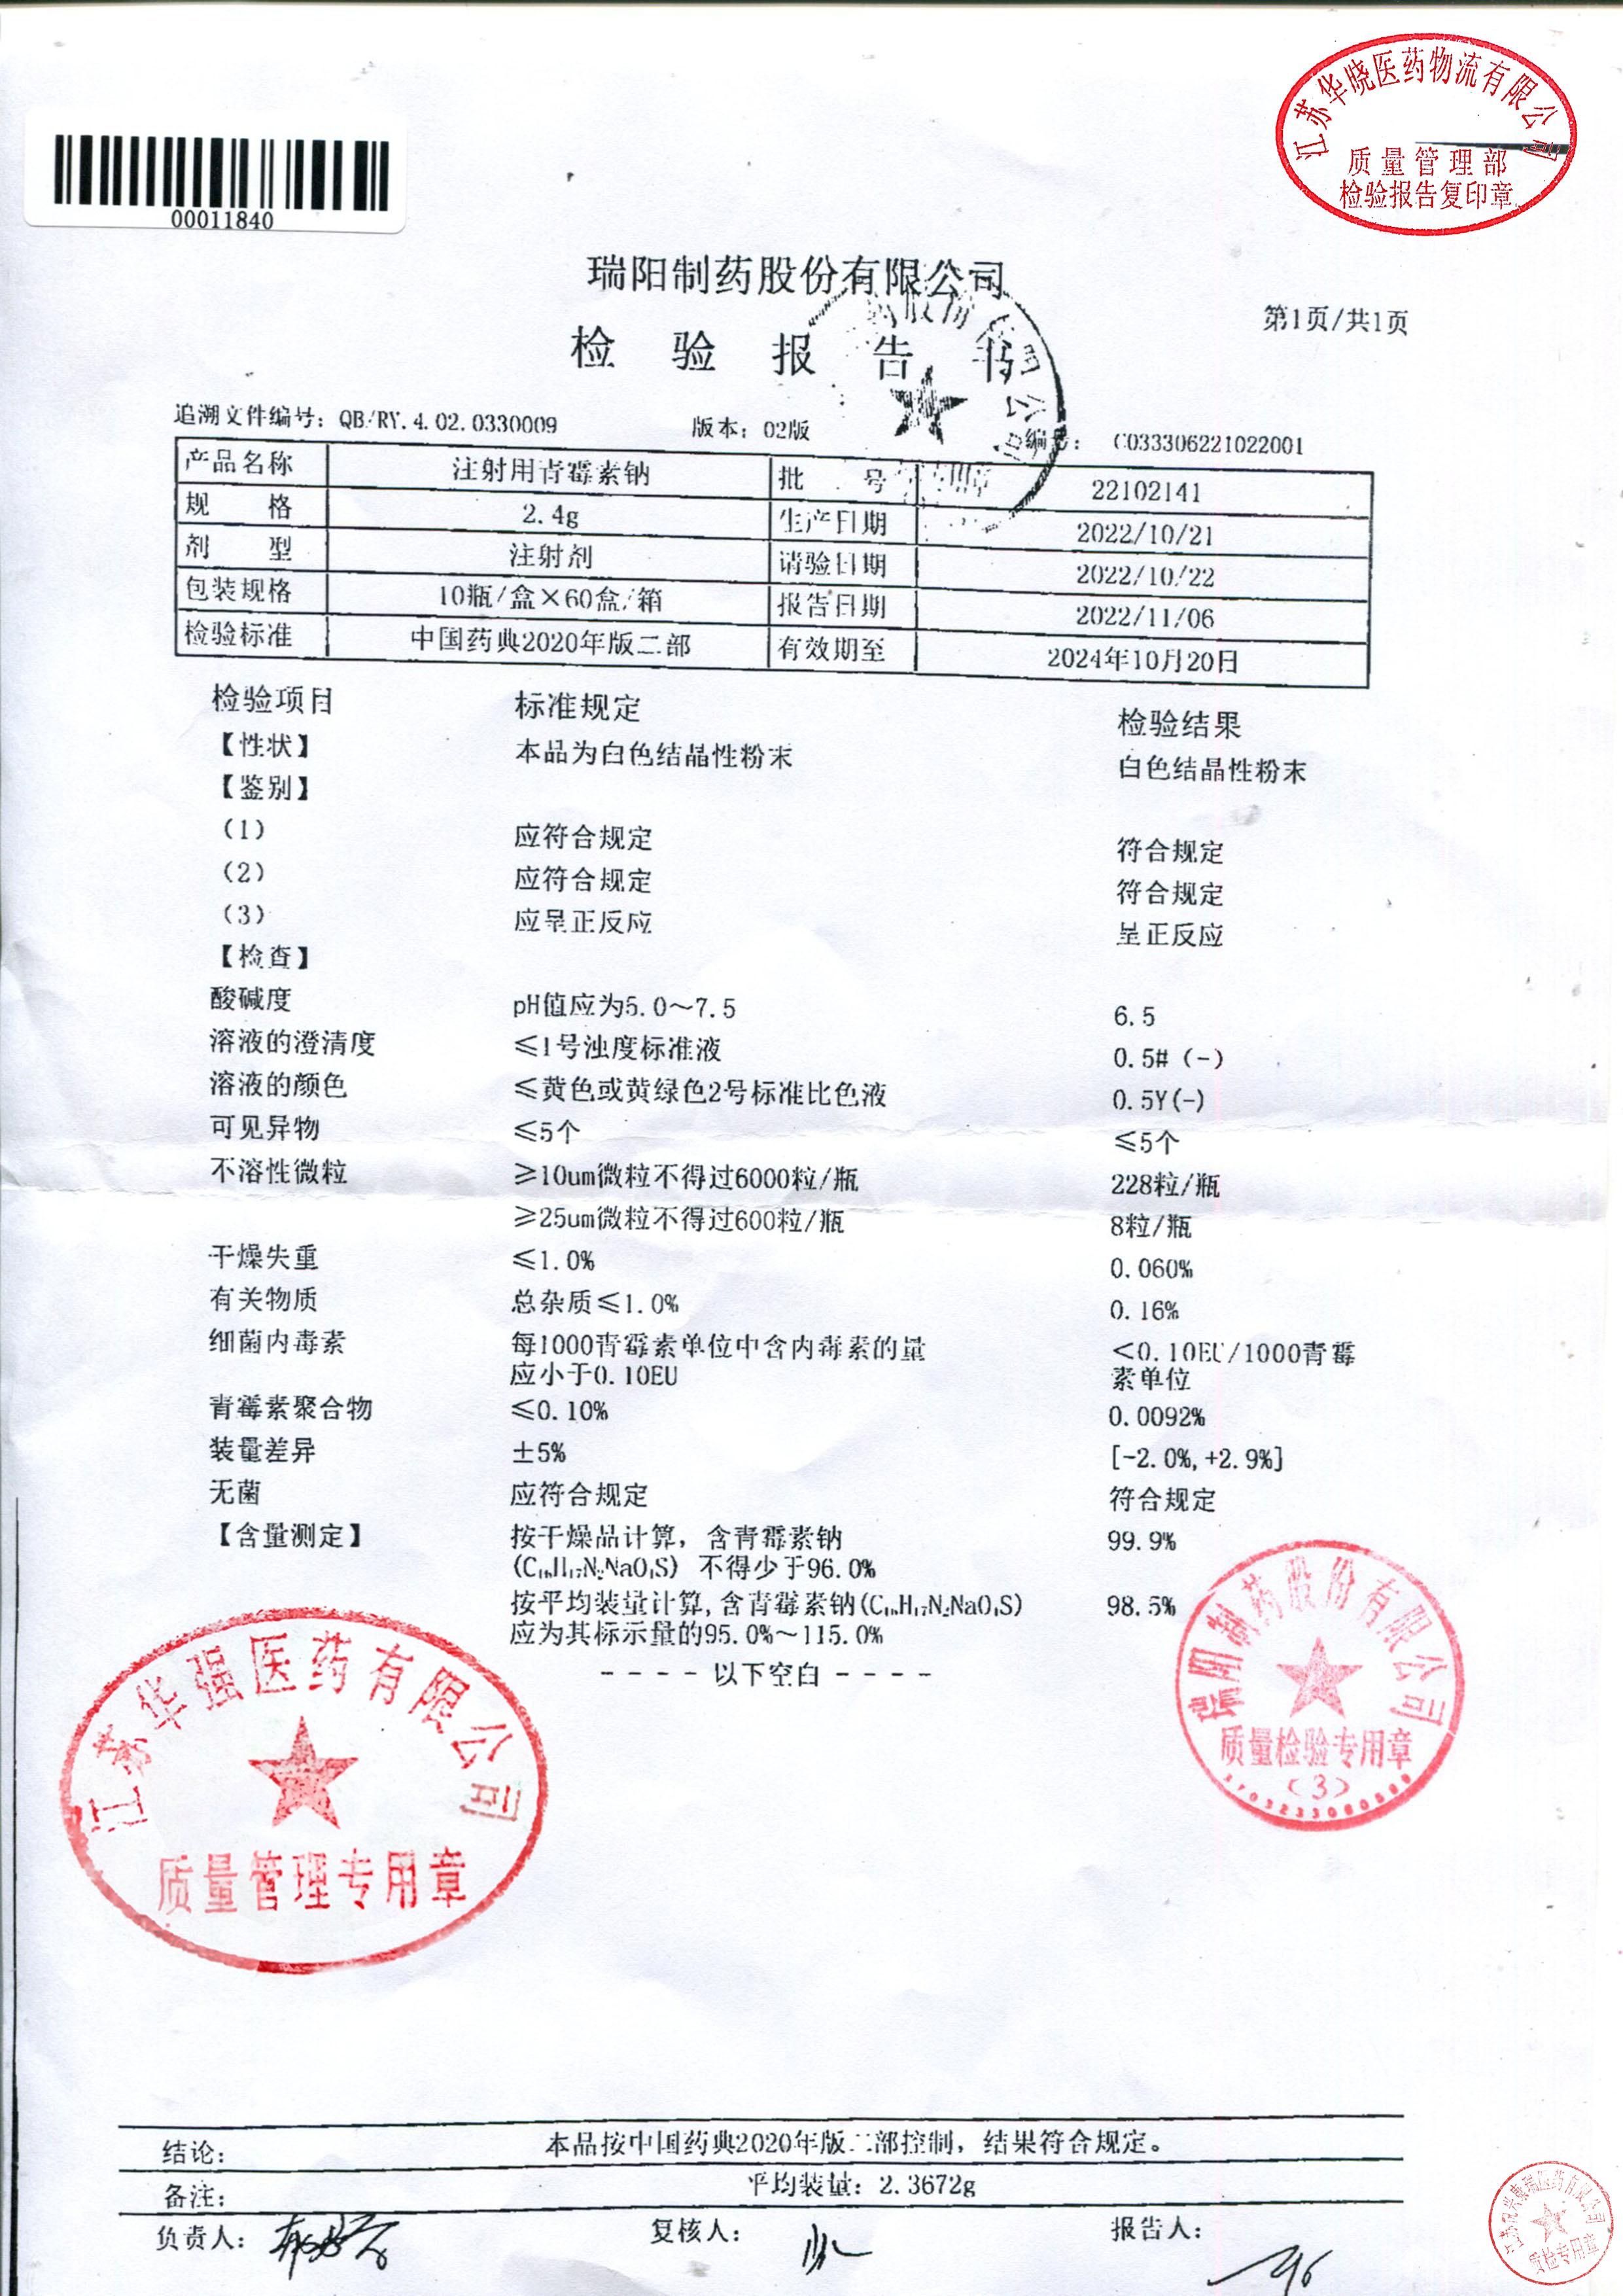 江苏华晓医药物流有限公司
质量管理部
检验报告复印章
00011840
瑞阳制药股份有限公司
第1页/共1页
检 验 报 告 书
追溯文件编号: QB/RY.4.02.0330009 版本: 02版 编号: C033306221022001
产品名称 注射用青霉素钠 批 号 22102141
规 格 2.4g 生产日期 2022/10/21
剂 型 注射剂 请验日期 2022/10/22
包装规格 10瓶/盒×60盒/箱 报告日期 2022/11/06
检验标准 中国药典2020年版二部 有效期至 2024年10月20日
检验项目 标准规定 检验结果
【性状】 本品为白色结晶性粉末 白色结晶性粉末
【鉴别】
(1) 应符合规定 符合规定
(2) 应符合规定 符合规定
(3) 应呈正反应 呈正反应
【检查】
酸碱度 pH值应为5.0～7.5 6.5
溶液的澄清度 ≤1号浊度标准液 0.5# (-)
溶液的颜色 ≤黄色或黄绿色2号标准比色液 0.5Y(-)
可见异物 ≤5个 ≤5个
不溶性微粒 ≥10um微粒不得过6000粒/瓶 228粒/瓶
≥25um微粒不得过600粒/瓶 8粒/瓶
干燥失重 ≤1.0% 0.060%
有关物质 总杂质≤1.0% 0.16%
细菌内毒素 每1000青霉素单位中含内毒素的量 <0.10EU/1000青霉
应小于0.10EU 素单位
青霉素聚合物 ≤0.10% 0.0092%
装量差异 ±5% [-2.0%,+2.9%]
无菌 应符合规定 符合规定
【含量测定】 按干燥品计算，含青霉素钠 99.9%
(C₁₆H₁₇N₂NaO₄S) 不得少于96.0%
按平均装量计算,含青霉素钠(C₁₆H₁₇N₂NaO₄S) 98.5%
应为其标示量的95.0%～115.0%
---- 以下空白 ----
江苏华强医药有限公司
质量管理专用章
瑞阳制药股份有限公司
质量检验专用章
(3)
结论: 本品按中国药典2020年版二部控制，结果符合规定。
备注: 平均装量: 2.3672g
负责人: 复核人: 报告人:
质检专用章